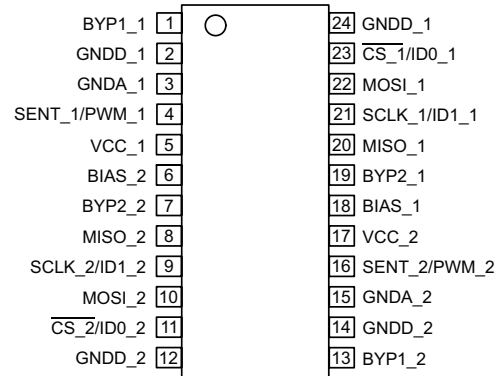 BYP1_1 1 24 GNDD_1
GNDD_1 2 23 CS_1/ID0_1
GNDA_1 3 22 MOSI_1
SENT_1/PWM_1 4 21 SCLK_1/ID1_1
VCC_1 5 20 MISO_1
BIAS_2 6 19 BYP2_1
BYP2_2 7 18 BIAS_1
MISO_2 8 17 VCC_2
SCLK_2/ID1_2 9 16 SENT_2/PWM_2
MOSI_2 10 15 GNDA_2
CS_2/ID0_2 11 14 GNDD_2
GNDD_2 12 13 BYP1_2